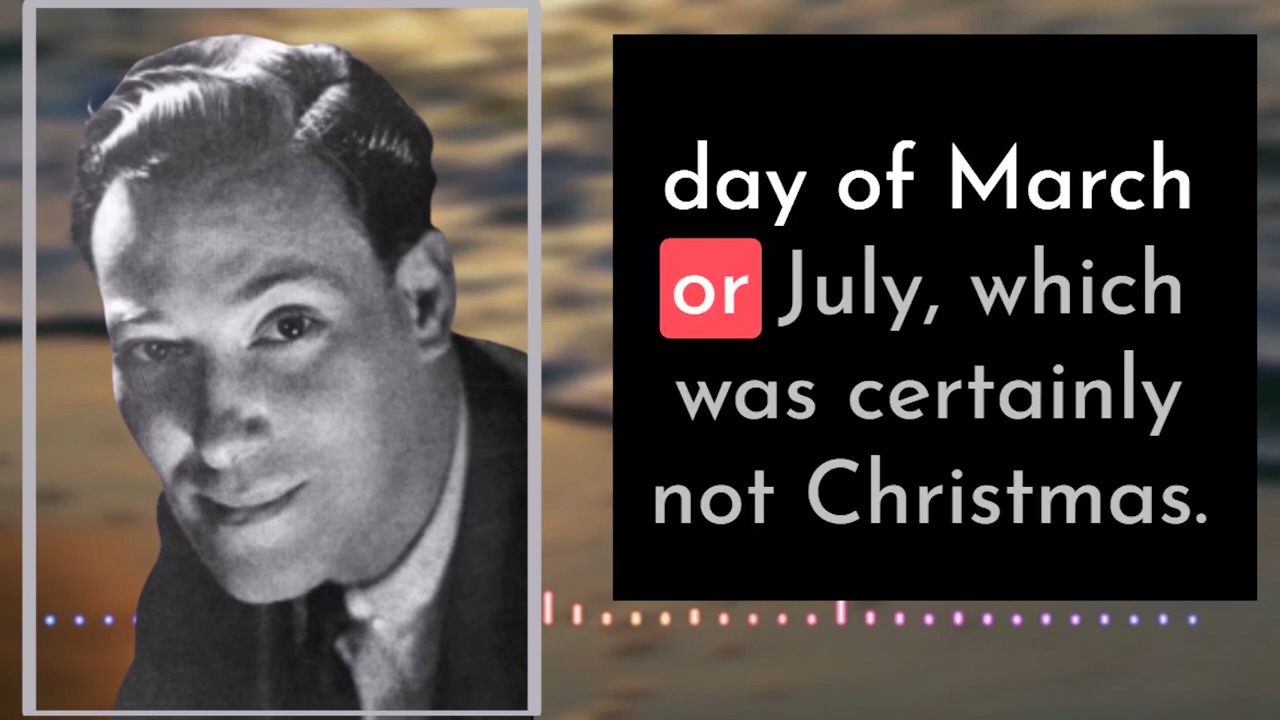 day of March
or July, which
was certainly
not Christmas.